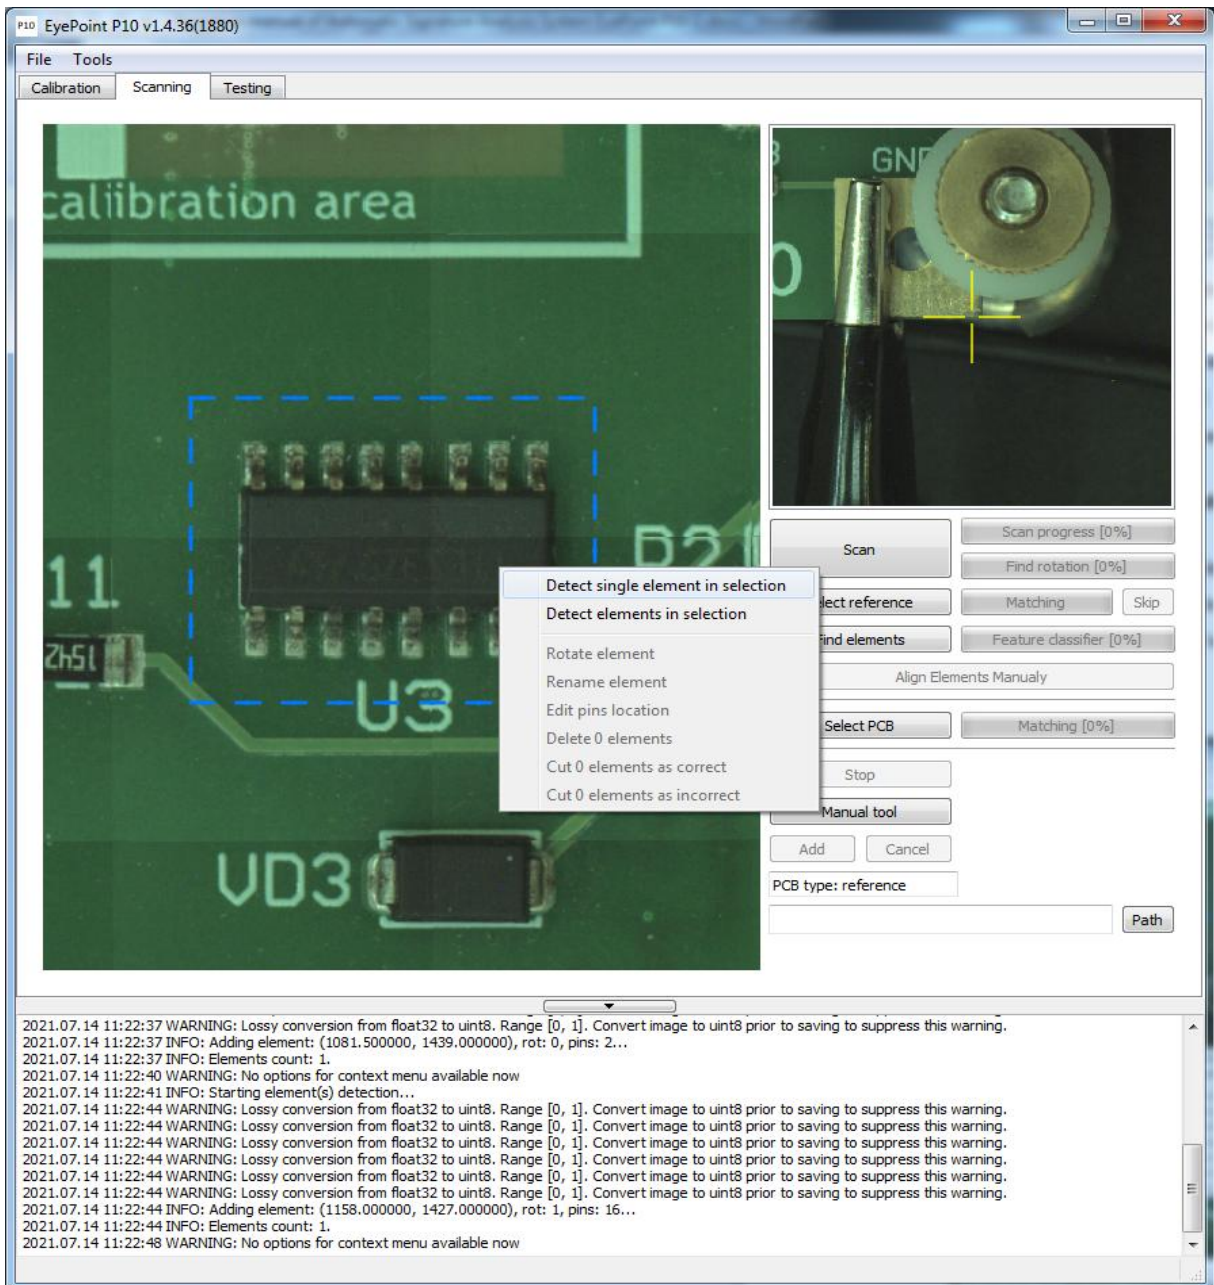 P10 EyePoint P10 v1.4.36(1880)
File Tools
Calibration Scanning Testing
caliibration area
11
U3
VD3
GN
0
Detect single element in selection
Detect elements in selection
Rotate element
Rename element
Edit pins location
Delete 0 elements
Cut 0 elements as correct
Cut 0 elements as incorrect
Scan
Scan progress [0%]
Find rotation [0%]
lect reference
Matching
Skip
ind elements
Feature classifier [0%]
Align Elements Manualy
Select PCB
Matching [0%]
Stop
Manual tool
Add
Cancel
PCB type: reference
Path
2021.07.14 11:22:37 WARNING: Lossy conversion from float32 to uint8. Range [0, 1]. Convert image to uint8 prior to saving to suppress this warning.
2021.07.14 11:22:37 INFO: Adding element: (1081.500000, 1439.000000), rot: 0, pins: 2...
2021.07.14 11:22:37 INFO: Elements count: 1.
2021.07.14 11:22:40 WARNING: No options for context menu available now
2021.07.14 11:22:41 INFO: Starting element(s) detection...
2021.07.14 11:22:44 WARNING: Lossy conversion from float32 to uint8. Range [0, 1]. Convert image to uint8 prior to saving to suppress this warning.
2021.07.14 11:22:44 WARNING: Lossy conversion from float32 to uint8. Range [0, 1]. Convert image to uint8 prior to saving to suppress this warning.
2021.07.14 11:22:44 WARNING: Lossy conversion from float32 to uint8. Range [0, 1]. Convert image to uint8 prior to saving to suppress this warning.
2021.07.14 11:22:44 WARNING: Lossy conversion from float32 to uint8. Range [0, 1]. Convert image to uint8 prior to saving to suppress this warning.
2021.07.14 11:22:44 WARNING: Lossy conversion from float32 to uint8. Range [0, 1]. Convert image to uint8 prior to saving to suppress this warning.
2021.07.14 11:22:44 WARNING: Lossy conversion from float32 to uint8. Range [0, 1]. Convert image to uint8 prior to saving to suppress this warning.
2021.07.14 11:22:44 INFO: Adding element: (1158.000000, 1427.000000), rot: 1, pins: 16...
2021.07.14 11:22:44 INFO: Elements count: 1.
2021.07.14 11:22:48 WARNING: No options for context menu available now